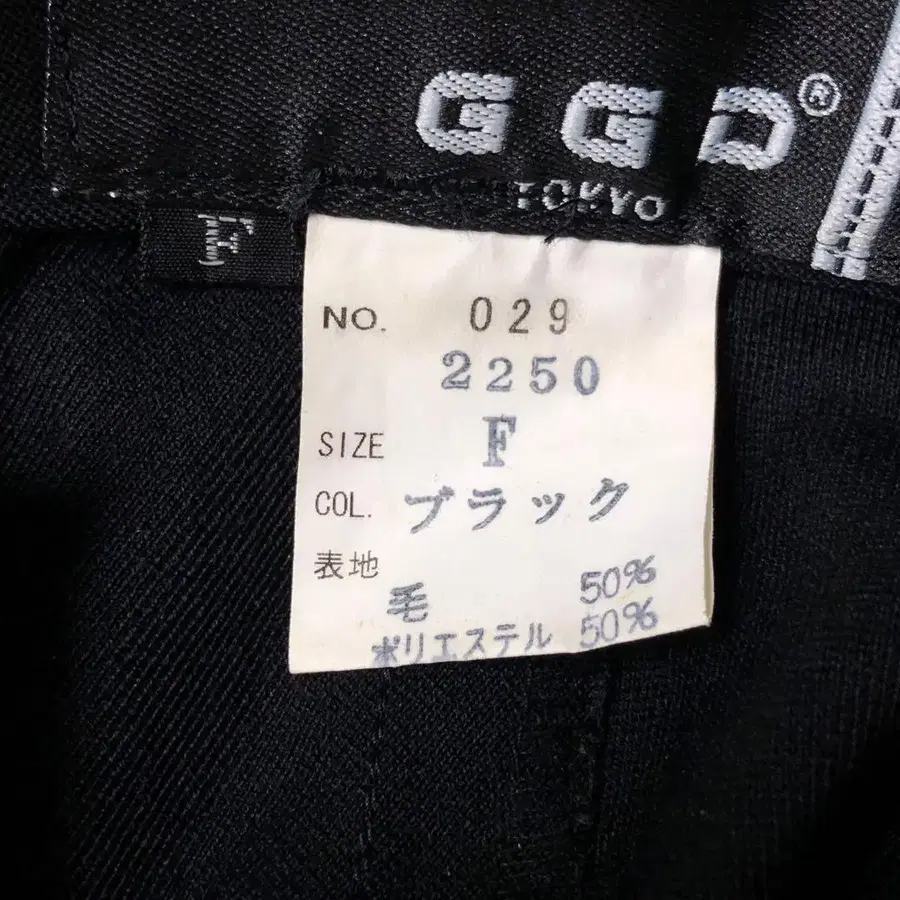 GGD®
TOKYO
F
NO. 029
2250
SIZE F
COL. ブラック
表地
毛 50%
ポリエステル 50%